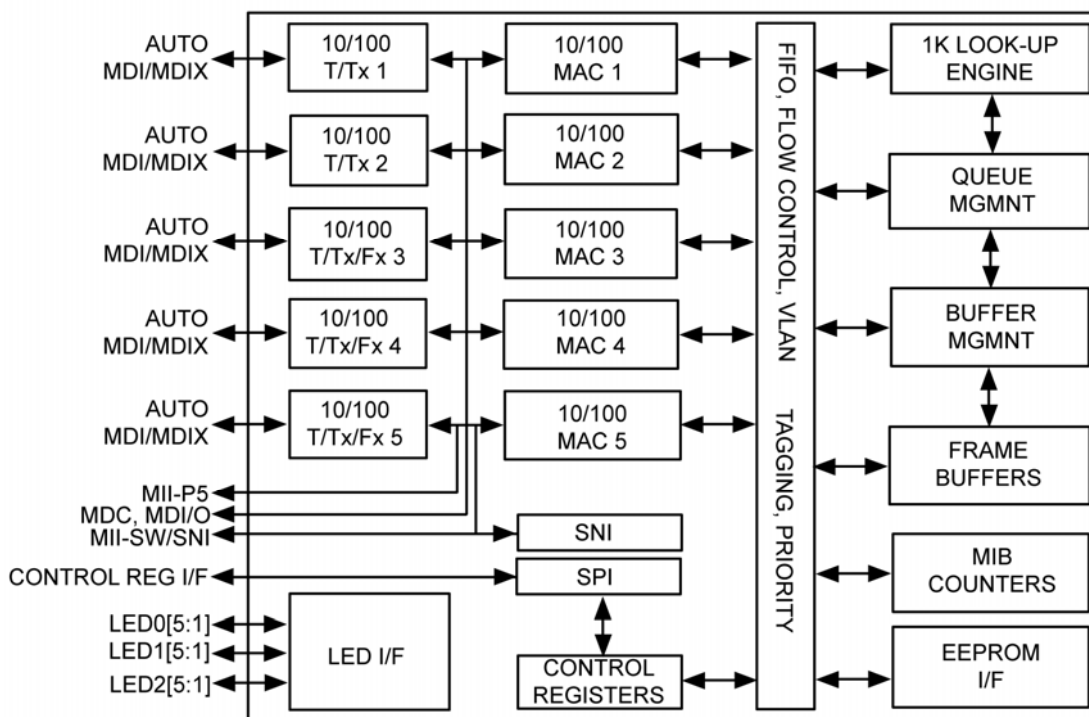 AUTO
MDI/MDIX
10/100
T/Tx 1
10/100
MAC 1
1K LOOK-UP
ENGINE
AUTO
MDI/MDIX
10/100
T/Tx 2
10/100
MAC 2
QUEUE
MGMNT
AUTO
MDI/MDIX
10/100
T/Tx/Fx 3
10/100
MAC 3
AUTO
MDI/MDIX
10/100
T/Tx/Fx 4
10/100
MAC 4
BUFFER
MGMNT
AUTO
MDI/MDIX
10/100
T/Tx/Fx 5
10/100
MAC 5
FRAME
BUFFERS
FIFO, FLOW CONTROL, VLAN TAGGING, PRIORITY
MII-P5
MDC, MDI/O
MII-SW/SNI
SNI
CONTROL REG I/F
SPI
MIB
COUNTERS
LED0[5:1]
LED1[5:1]
LED2[5:1]
LED I/F
CONTROL
REGISTERS
EEPROM
I/F